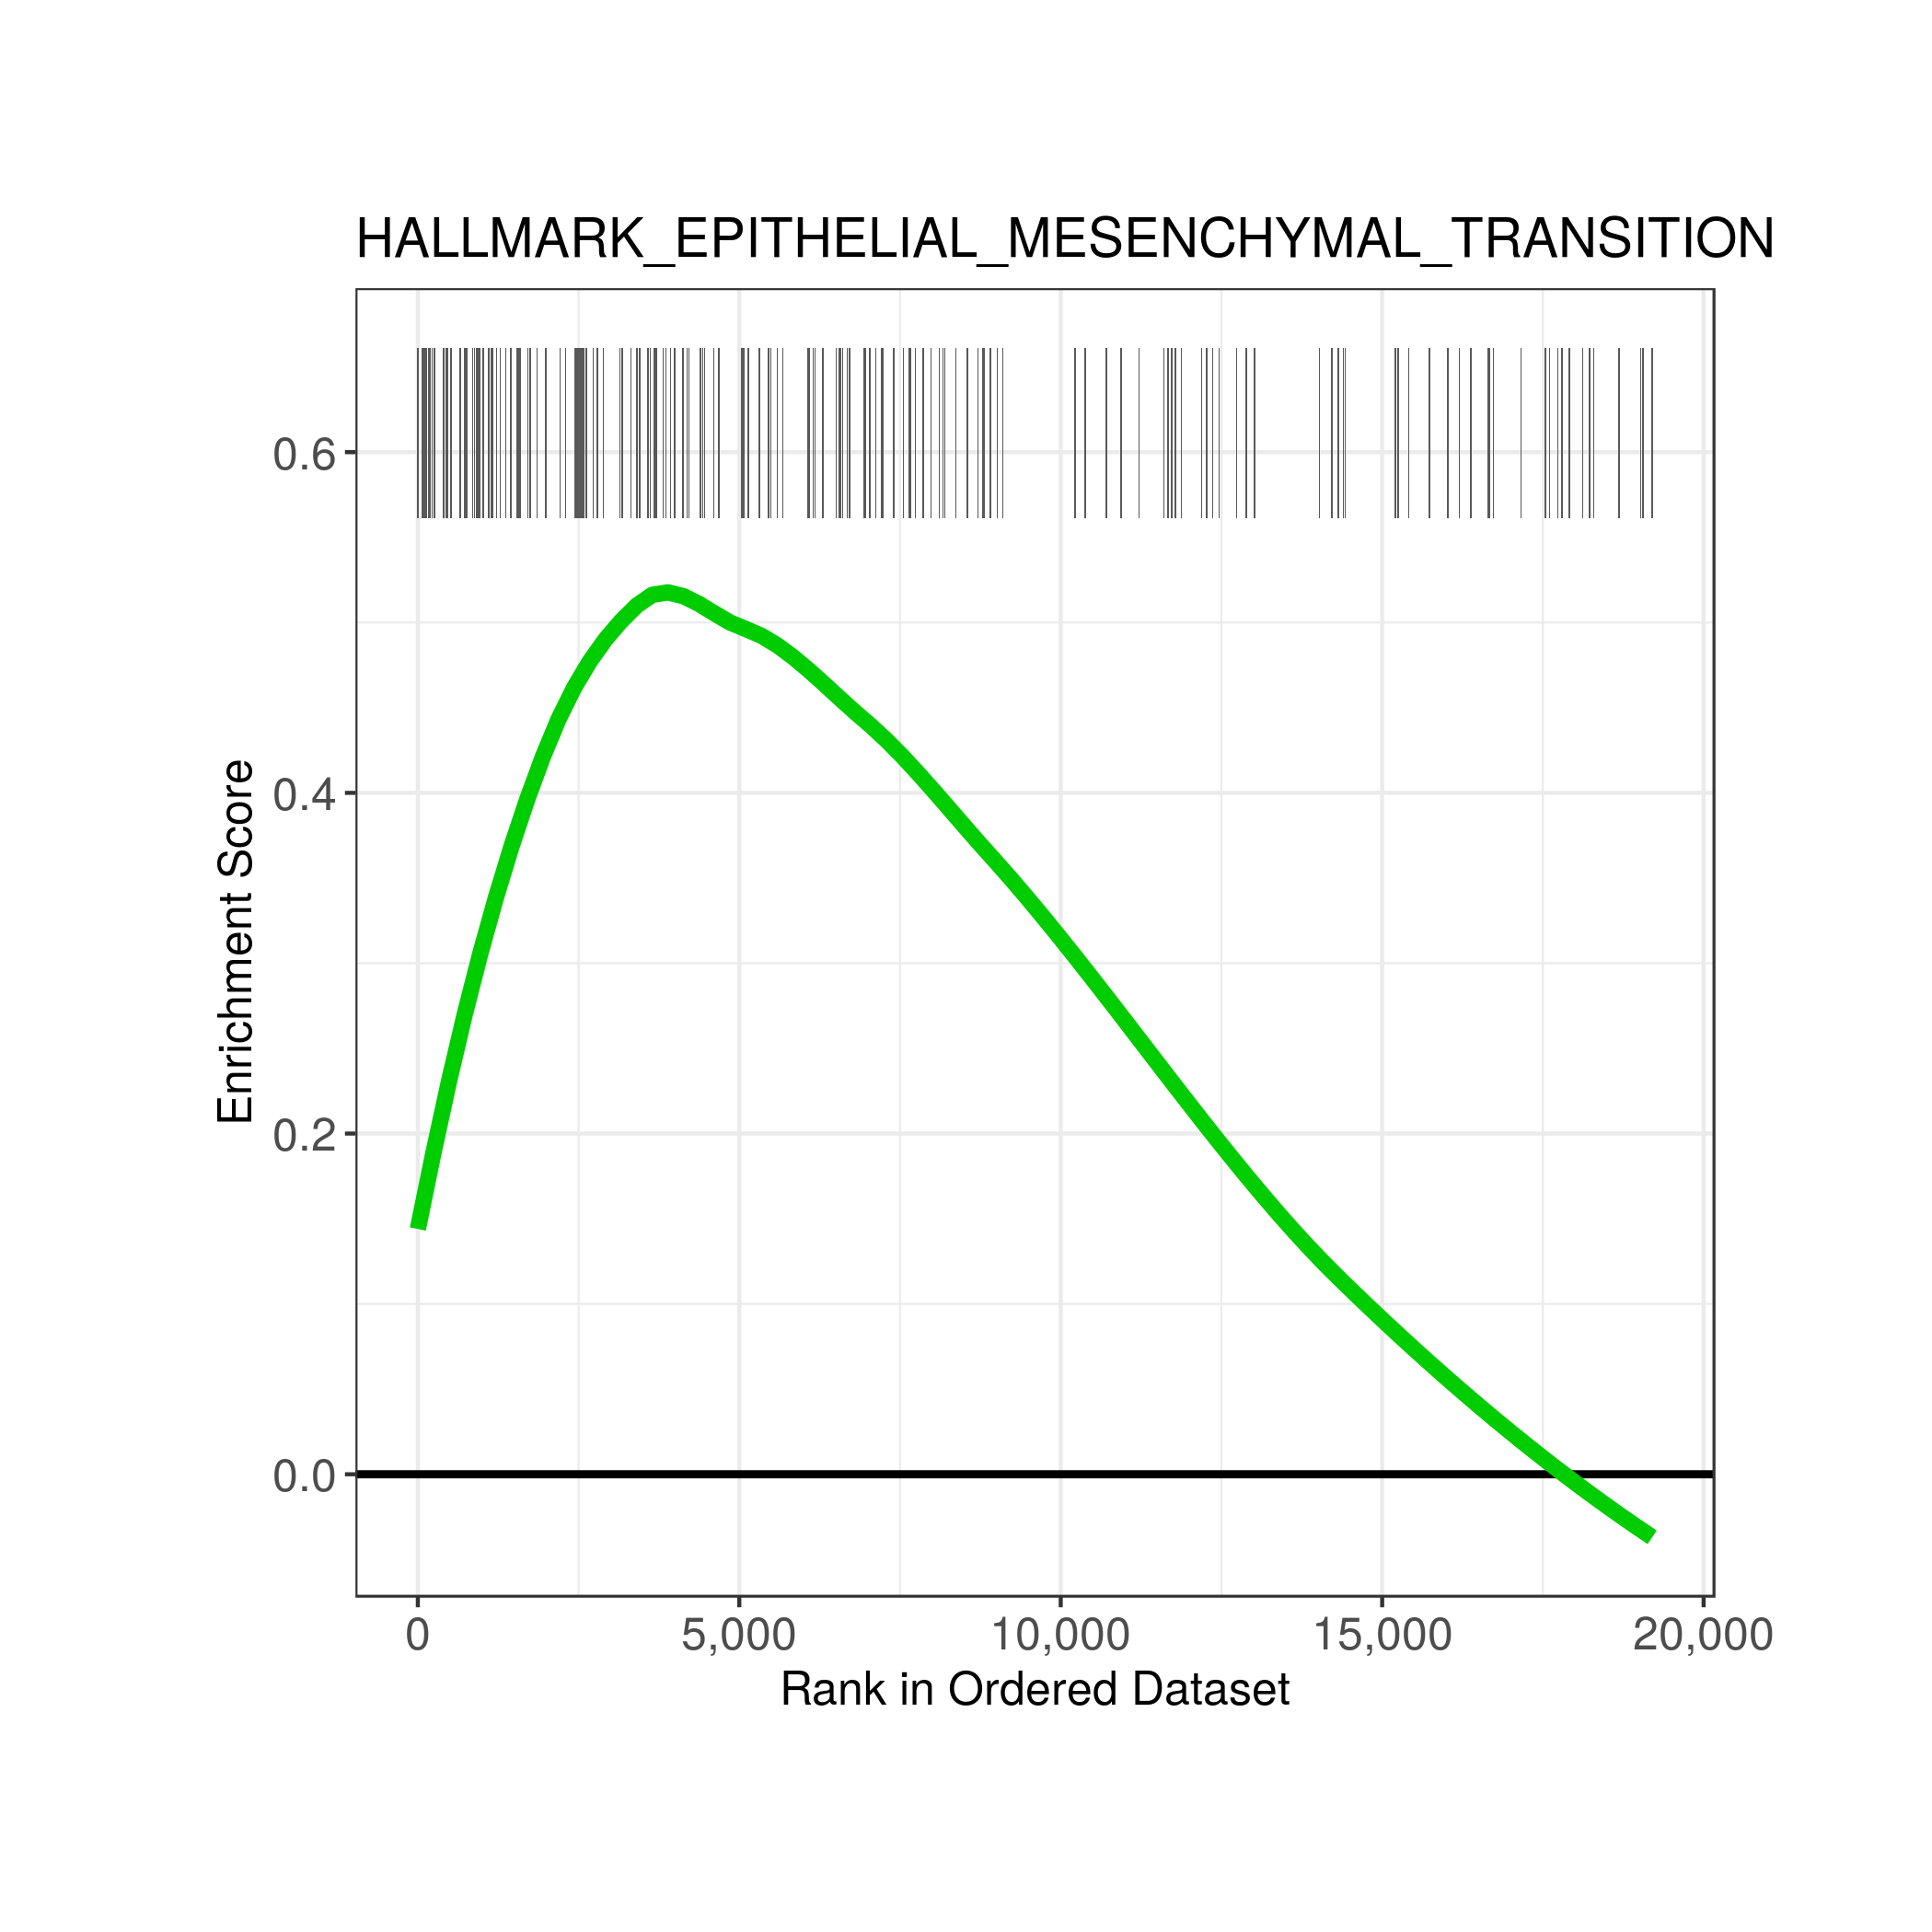 HALLMARK_EPITHELIAL_MESENCHYMAL_TRANSITION
0.6
0.4
0.2
0.0
Enrichment Score
0 5,000 10,000 15,000 20,000
Rank in Ordered Dataset